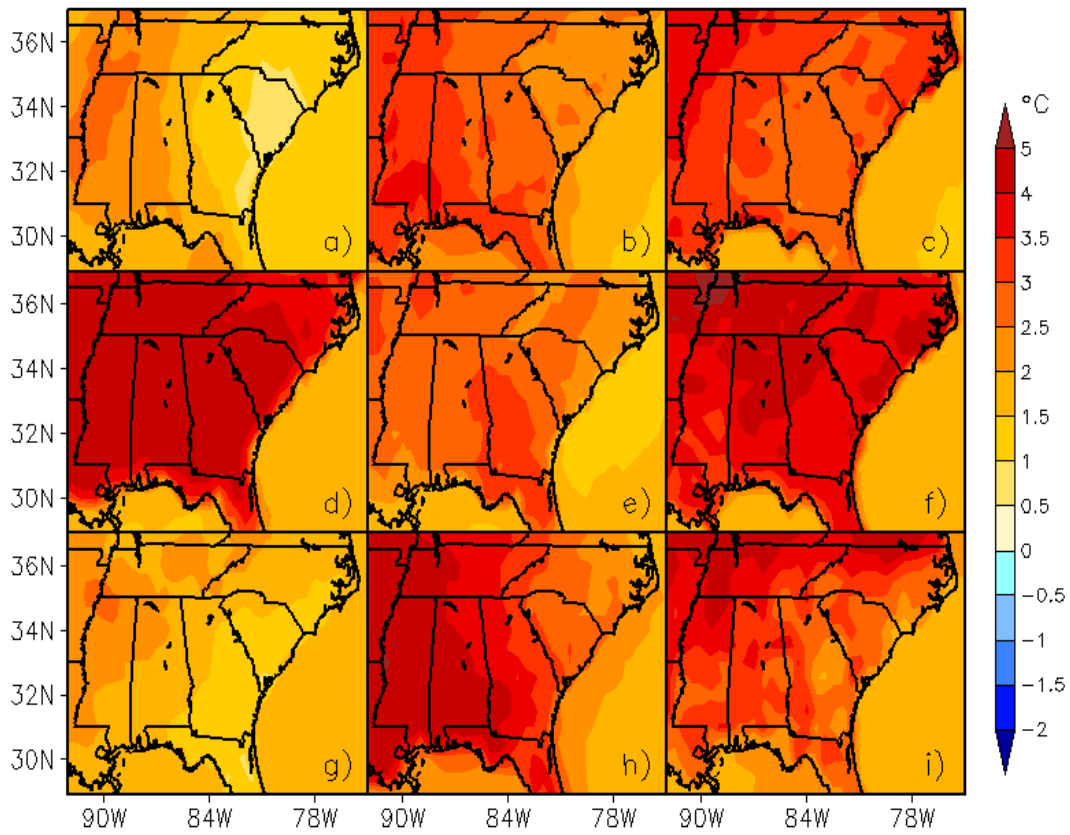 36N
34N
32N
30N
a)
b)
c)
36N
34N
32N
30N
d)
e)
f)
36N
34N
32N
30N
g)
h)
i)
90W 84W 78W 90W 84W 78W 90W 84W 78W
°C
5
4
3.5
3
2.5
2
1.5
1
0.5
0
−0.5
−1
−1.5
−2